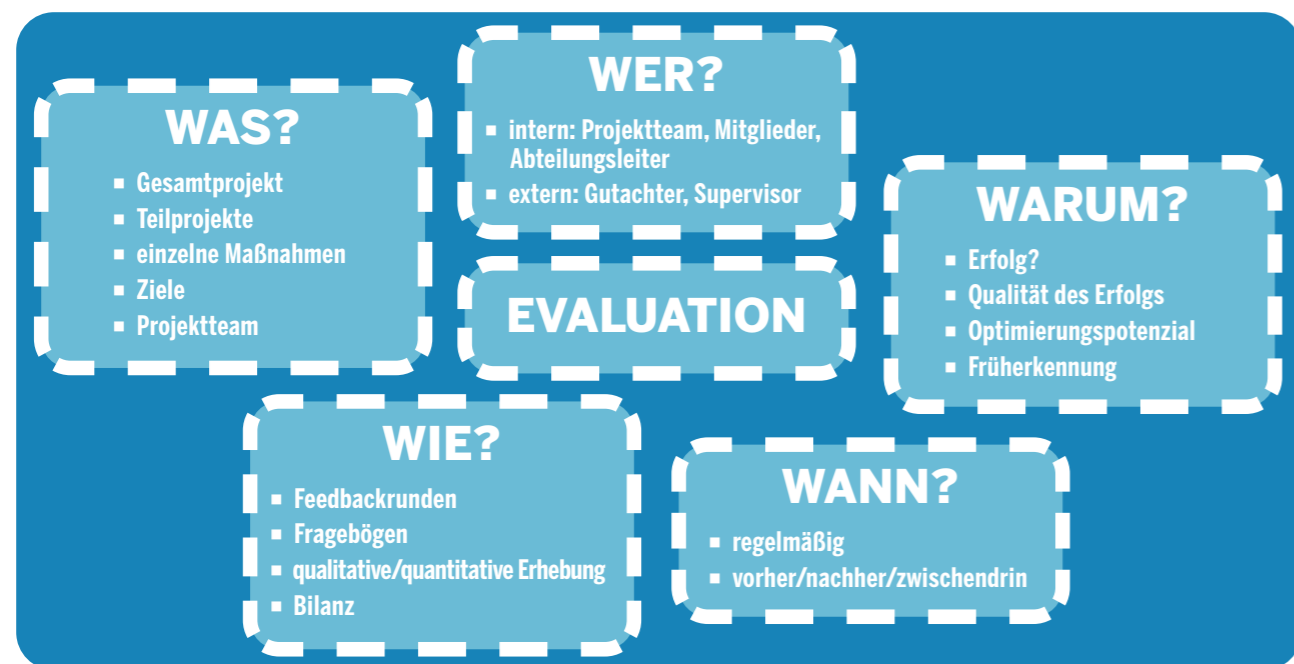 WAS?
▪ Gesamtprojekt
▪ Teilprojekte
▪ einzelne Maßnahmen
▪ Ziele
▪ Projektteam
WER?
▪ intern: Projektteam, Mitglieder,
Abteilungsleiter
▪ extern: Gutachter, Supervisor
EVALUATION
WARUM?
▪ Erfolg?
▪ Qualität des Erfolgs
▪ Optimierungspotenzial
▪ Früherkennung
WIE?
▪ Feedbackrunden
▪ Fragebögen
▪ qualitative/quantitative Erhebung
▪ Bilanz
WANN?
▪ regelmäßig
▪ vorher/nachher/zwischendrin